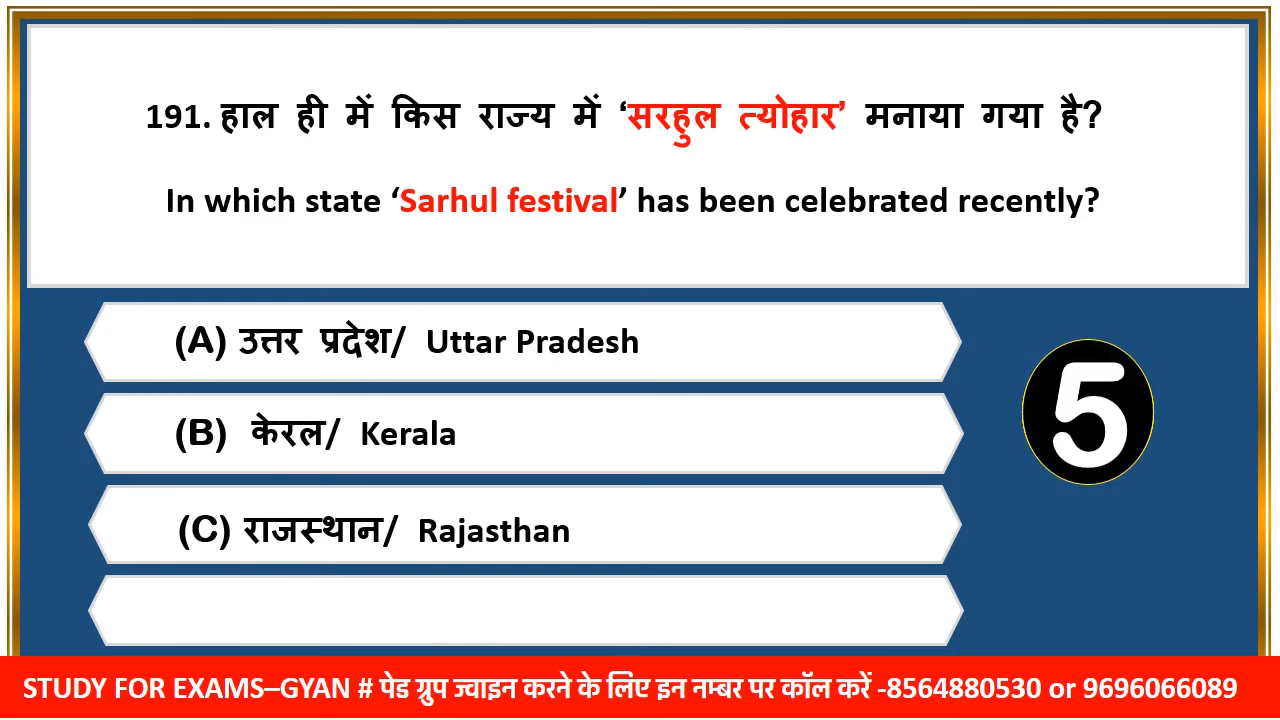 191. हाल ही में किस राज्य में ‘सरहुल त्योहार’ मनाया गया है?
In which state ‘Sarhul festival’ has been celebrated recently?
(A) उत्तर प्रदेश/ Uttar Pradesh
(B) केरल/ Kerala
5
(C) राजस्थान/ Rajasthan
STUDY FOR EXAMS–GYAN # पेड ग्रुप ज्वाइन करने के लिए इन नम्बर पर कॉल करें -8564880530 or 9696066089